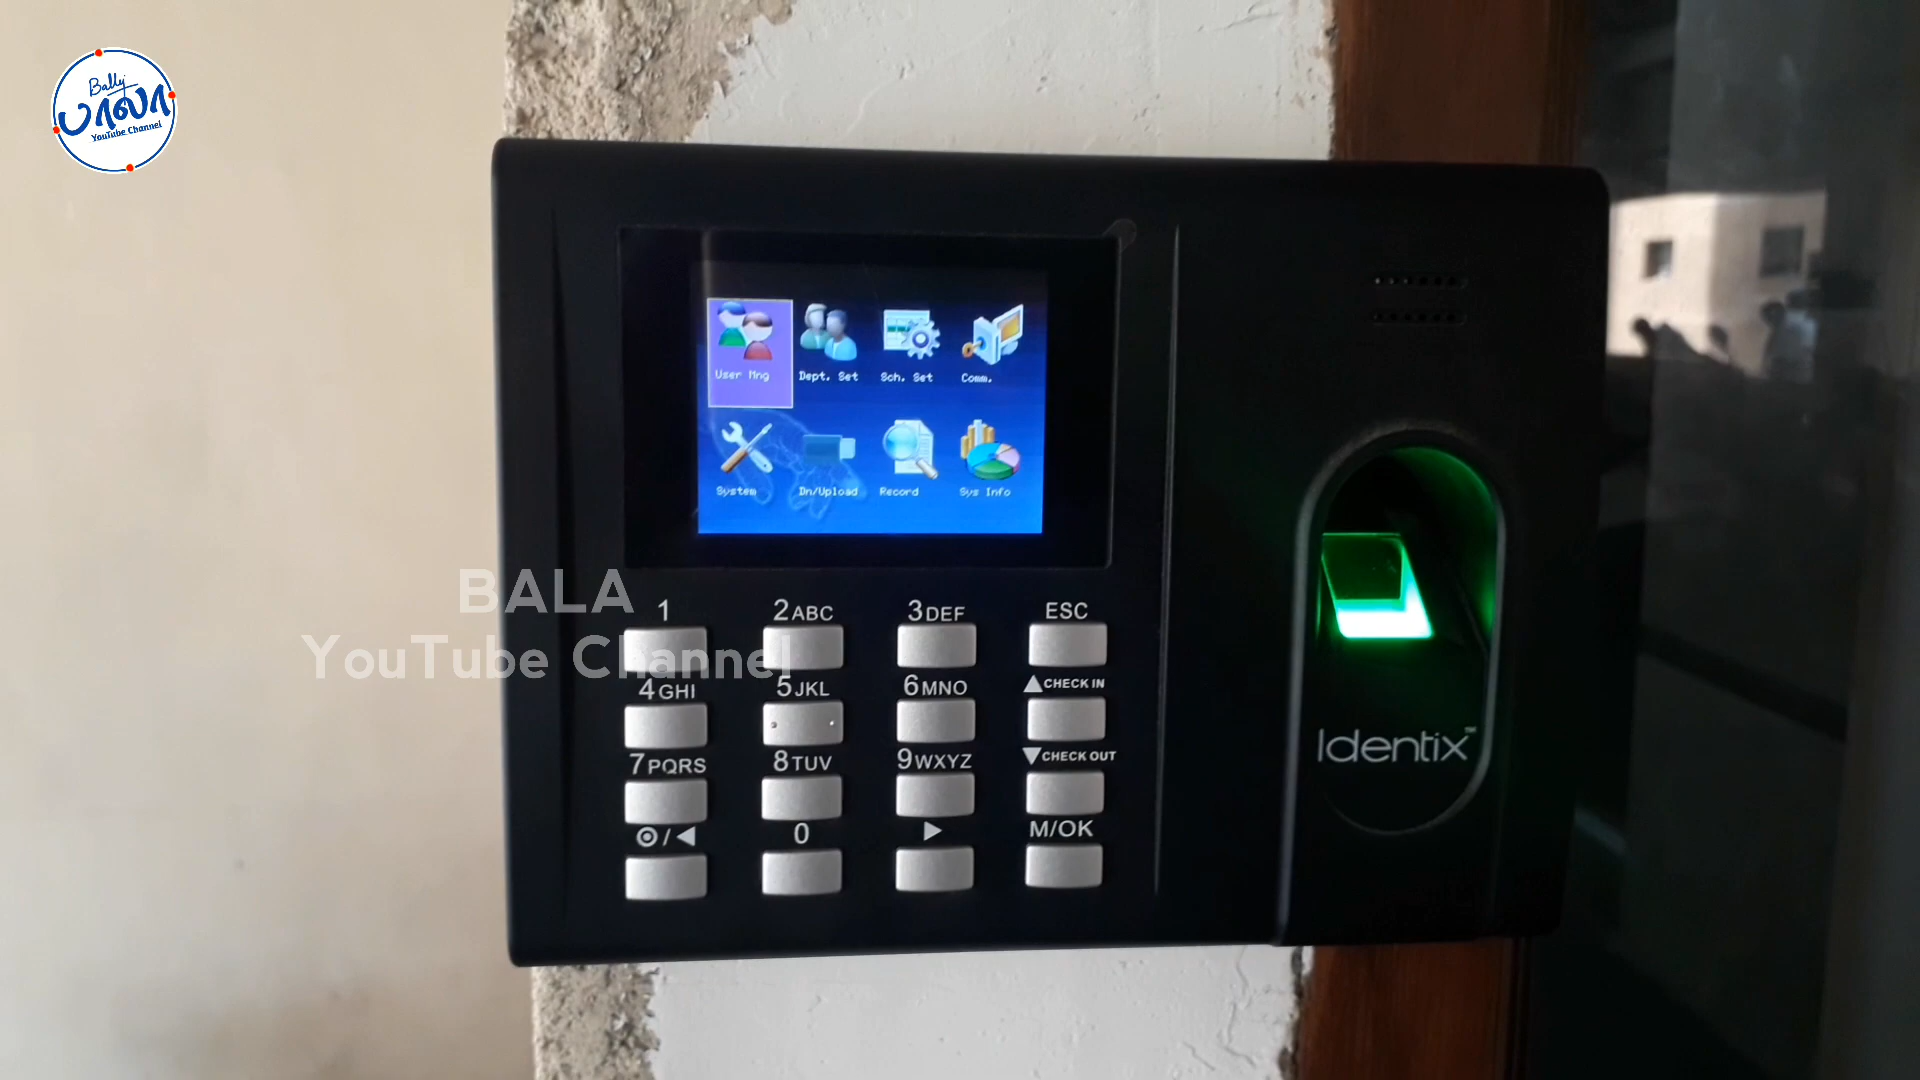 Bally
பாலா
YouTube Channel
User Mng
Dept. Set
Sch. Set
Comm.
System
Dn/Upload
Record
Sys Info
BALA
YouTube Channel
1
2ABC
3DEF
ESC
4GHI
5JKL
6MNO
▲CHECK IN
7PQRS
8TUV
9WXYZ
▼CHECK OUT
◎/◀
0
▶
M/OK
Identix™